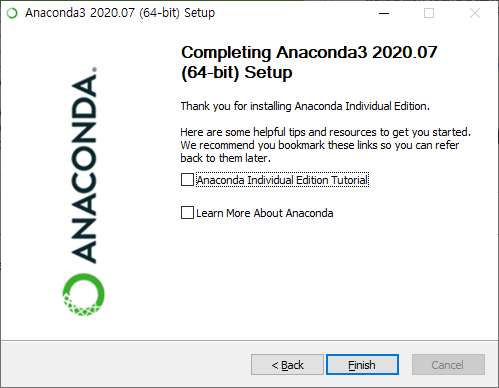 Anaconda3 2020.07 (64-bit) Setup
ANACONDA.
Completing Anaconda3 2020.07
(64-bit) Setup
Thank you for installing Anaconda Individual Edition.
Here are some helpful tips and resources to get you started.
We recommend you bookmark these links so you can refer
back to them later.
Anaconda Individual Edition Tutorial
Learn More About Anaconda
< Back
Finish
Cancel